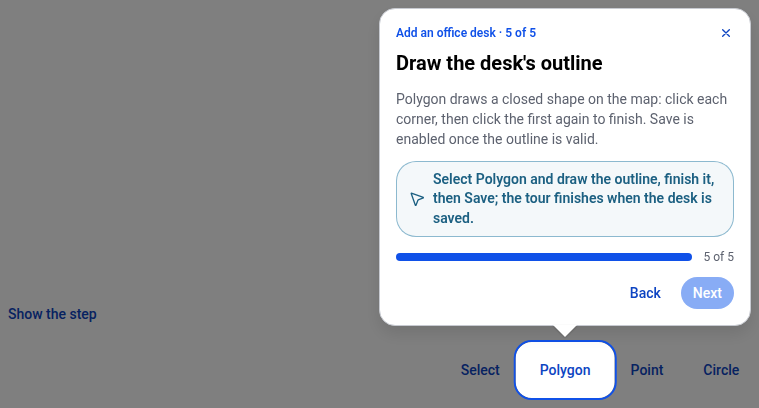 Add an office desk · 5 of 5
Draw the desk's outline
Polygon draws a closed shape on the map: click each
corner, then click the first again to finish. Save is
enabled once the outline is valid.
Select Polygon and draw the outline, finish it,
then Save; the tour finishes when the desk is
saved.
5 of 5
Back Next
Show the step
Select Polygon Point Circle